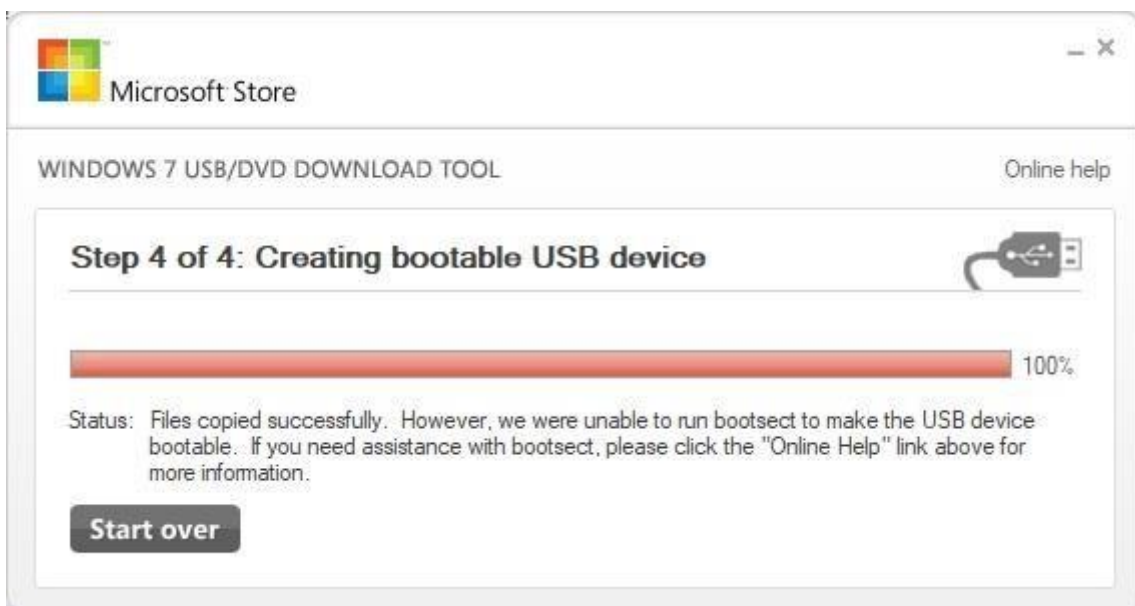 Microsoft Store
WINDOWS 7 USB/DVD DOWNLOAD TOOL
Online help
Step 4 of 4: Creating bootable USB device
100%
Status: Files copied successfully. However, we were unable to run bootsect to make the USB device
bootable. If you need assistance with bootsect, please click the "Online Help" link above for
more information.
Start over